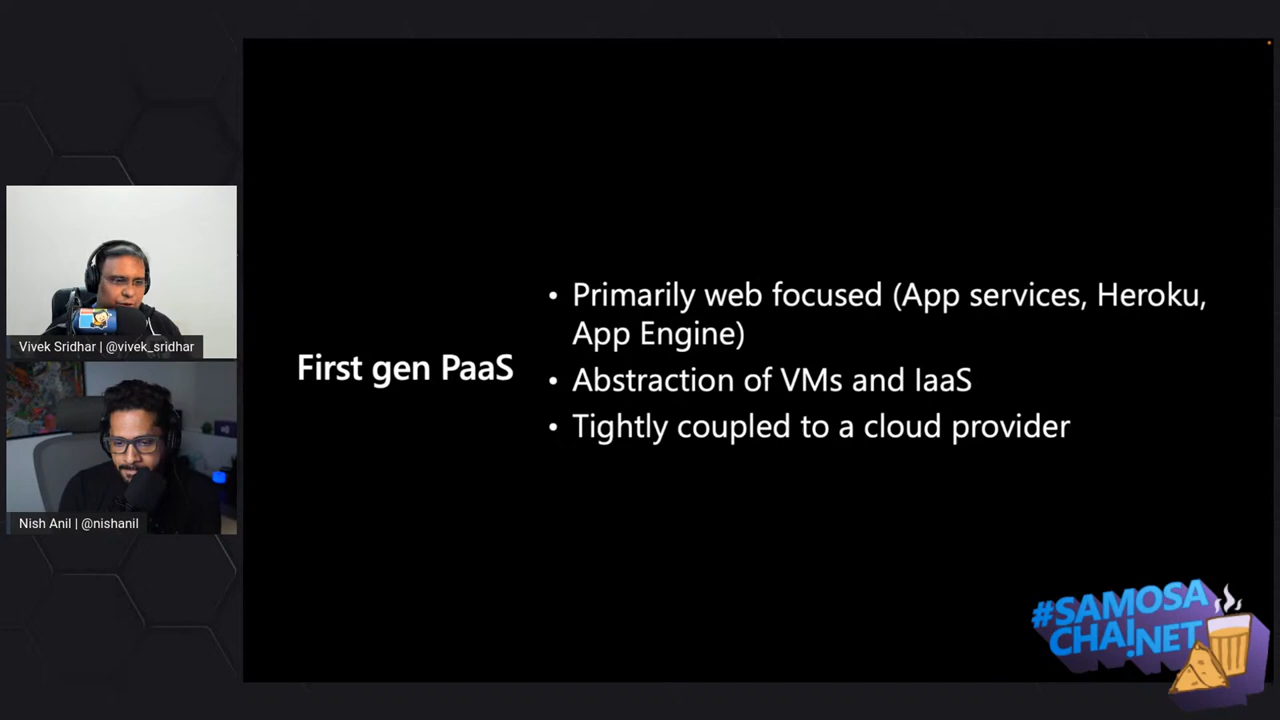 Vivek Sridhar | @vivek_sridhar
Nish Anil | @nishanil
First gen PaaS
• Primarily web focused (App services, Heroku,
App Engine)
• Abstraction of VMs and IaaS
• Tightly coupled to a cloud provider
#SAMOSA
CHAI.NET